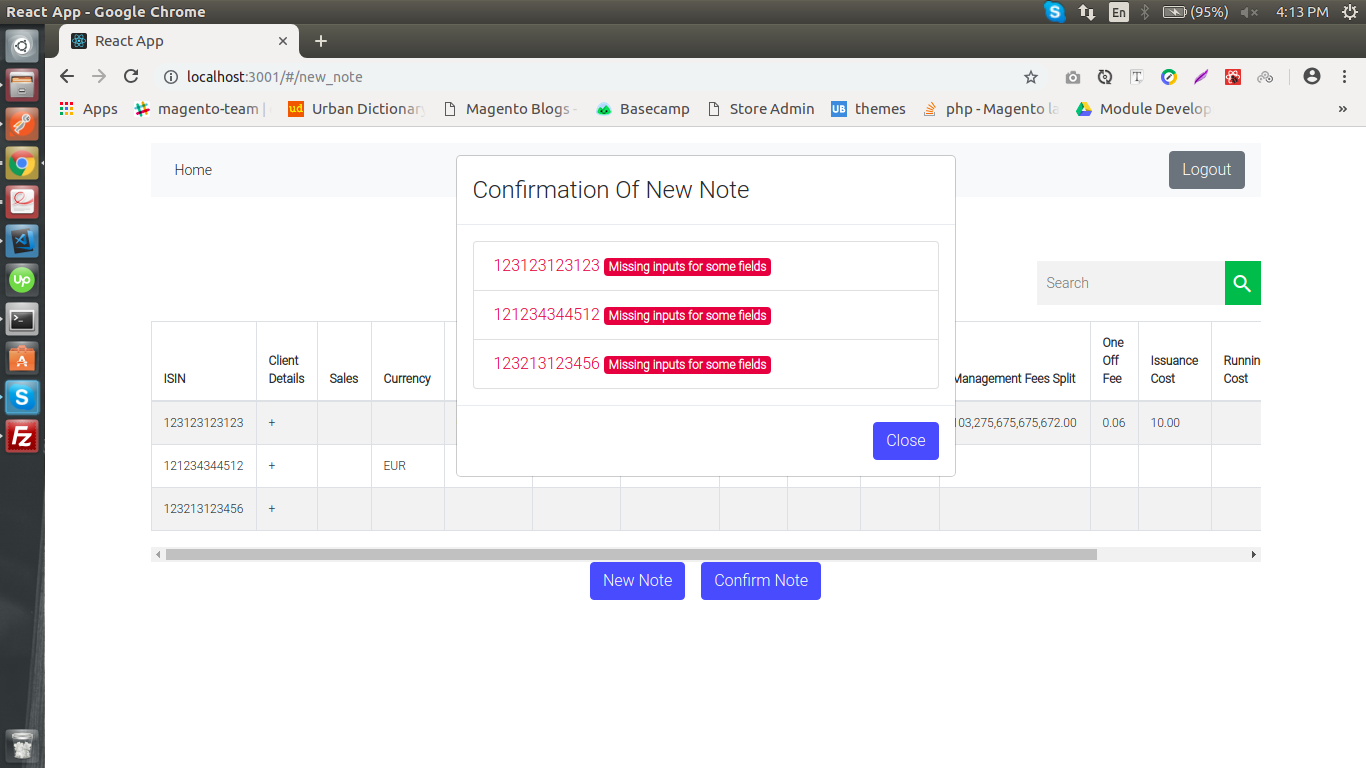 React App - Google Chrome
En
(95%)
4:13 PM
React App
localhost:3001/#/new_note
Apps
magento-team |
ud
Urban Dictionary
Magento Blogs -
Basecamp
Store Admin
UB
themes
php - Magento la
Module Develop
»
Home
Logout
Confirmation Of New Note
123123123123 Missing inputs for some fields
121234344512 Missing inputs for some fields
123213123456 Missing inputs for some fields
Close
Search
ISIN
Client
Details
Sales
Currency
Management Fees Split
One
Off
Fee
Issuance
Cost
Runnin
Cost
123123123123
+
103,275,675,675,672.00
0.06
10.00
121234344512
+
EUR
123213123456
+
New Note
Confirm Note
up
S
Fz